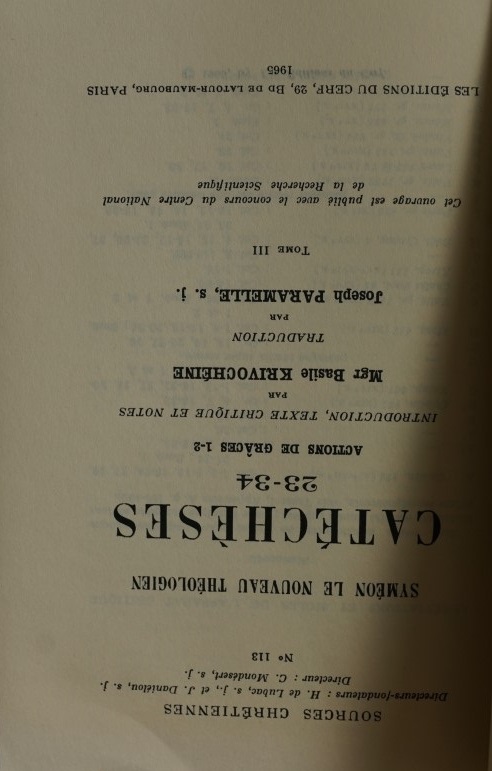 SOURCES CHRÉTIENNES
Directeurs-fondateurs : H. de Lubac, s. j., et J. Daniélou, s. j.
Directeur : C. Mondésert, s. j.
No 113
SYMÉON LE NOUVEAU THÉOLOGIEN
CATÉCHÈSES
23-34
ACTIONS DE GRÂCES 1-2
INTRODUCTION, TEXTE CRITIQUE ET NOTES
PAR
Mgr Basile KRIVOCHÉINE
TRADUCTION
PAR
Joseph PARAMELLE, s. j.
TOME III
Cet ouvrage est publié avec le concours du Centre National
de la Recherche Scientifique
LES ÉDITIONS DU CERF, 29, BD DE LATOUR-MAUBOURG, PARIS
1965